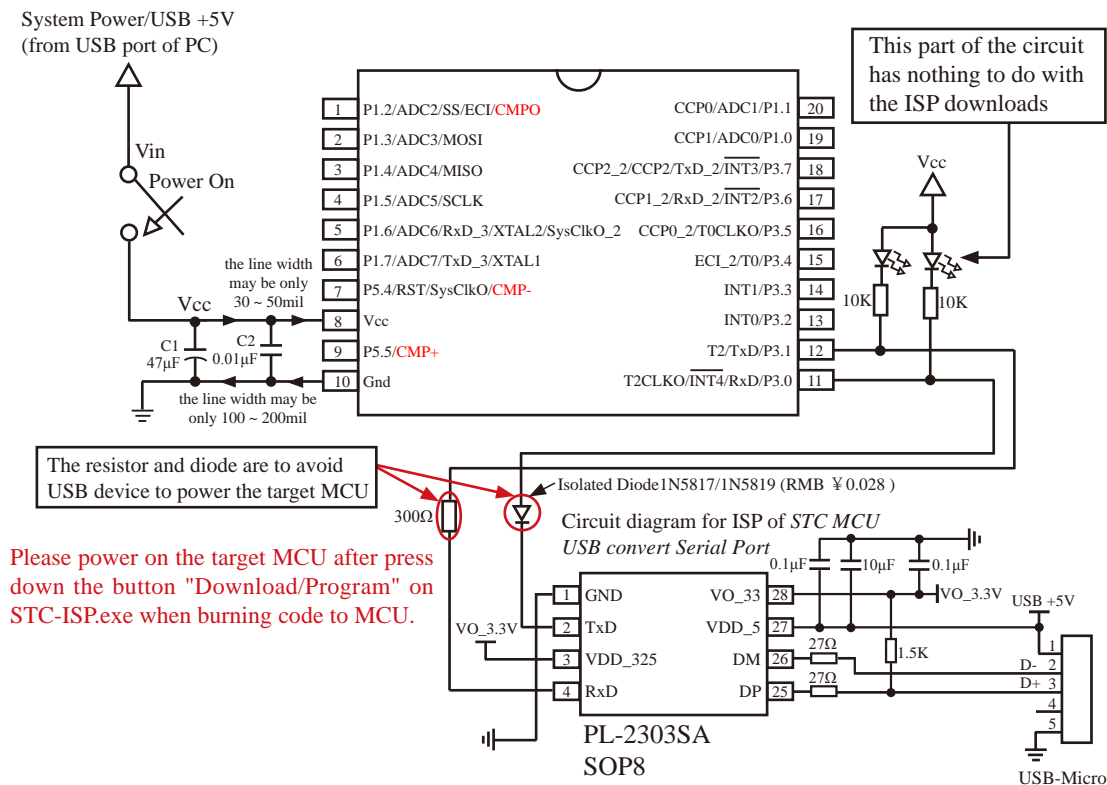 System Power/USB +5V
(from USB port of PC)
Vin
Power On
Vcc
the line width
may be only
30 ~ 50mil
C1
47μF
C2
0.01μF
the line width may be
only 100 ~ 200mil
1 P1.2/ADC2/SS/ECI/CMPO
2 P1.3/ADC3/MOSI
3 P1.4/ADC4/MISO
4 P1.5/ADC5/SCLK
5 P1.6/ADC6/RxD_3/XTAL2/SysClkO_2
6 P1.7/ADC7/TxD_3/XTAL1
7 P5.4/RST/SysClkO/CMP-
8 Vcc
9 P5.5/CMP+
10 Gnd
CCP0/ADC1/P1.1 20
CCP1/ADC0/P1.0 19
CCP2_2/CCP2/TxD_2/INT3/P3.7 18
CCP1_2/RxD_2/INT2/P3.6 17
CCP0_2/T0CLKO/P3.5 16
ECI_2/T0/P3.4 15
INT1/P3.3 14
INT0/P3.2 13
T2/TxD/P3.1 12
T2CLKO/INT4/RxD/P3.0 11
This part of the circuit
has nothing to do with
the ISP downloads
Vcc
10K
10K
The resistor and diode are to avoid
USB device to power the target MCU
300Ω
Isolated Diode1N5817/1N5819 (RMB ¥ 0.028 )
Please power on the target MCU after press
down the button "Download/Program" on
STC-ISP.exe when burning code to MCU.
Circuit diagram for ISP of STC MCU
USB convert Serial Port
0.1μF
10μF
0.1μF
VO_3.3V
VO_3.3V
USB +5V
1 GND
2 TxD
3 VDD_325
4 RxD
VO_33 28
VDD_5 27
DM 26
DP 25
27Ω
27Ω
1.5K
D-
D+
1
2
3
4
5
PL-2303SA
SOP8
USB-Micro